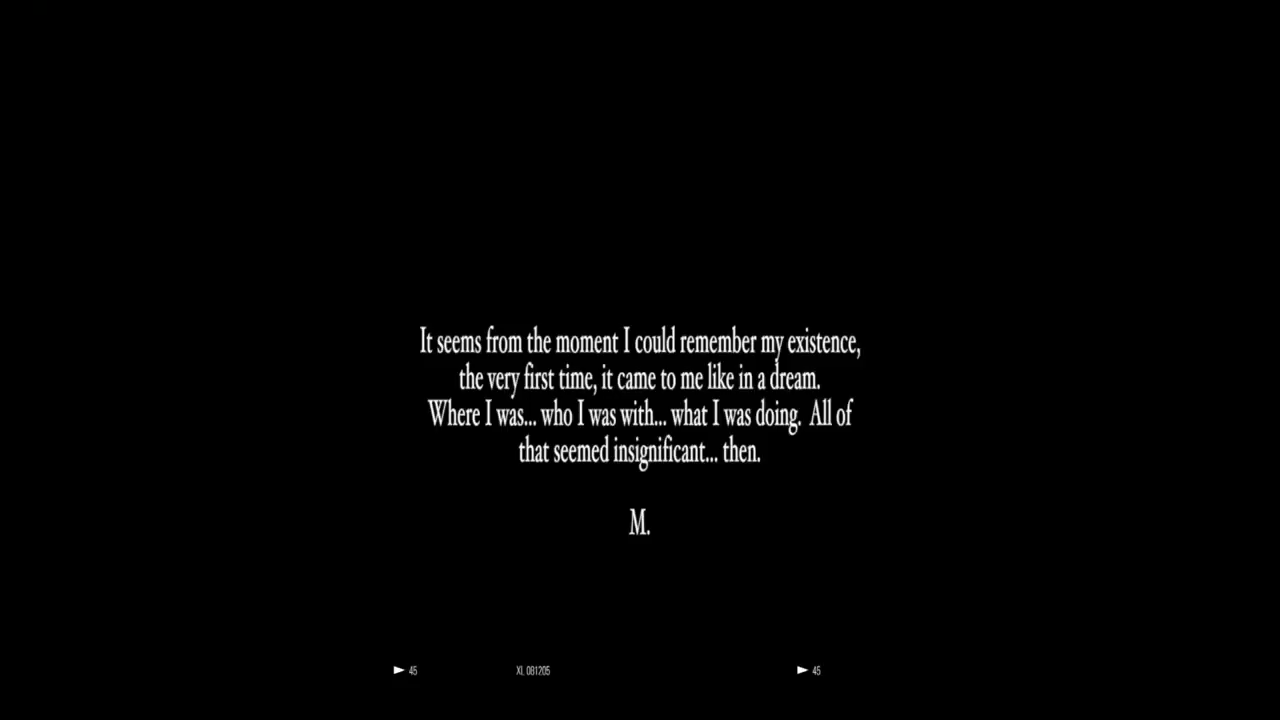 It seems from the moment I could remember my existence,
the very first time, it came to me like in a dream.
Where I was... who I was with... what I was doing.  All of
that seemed insignificant... then.
M.
► 45 XL 081205 ► 45